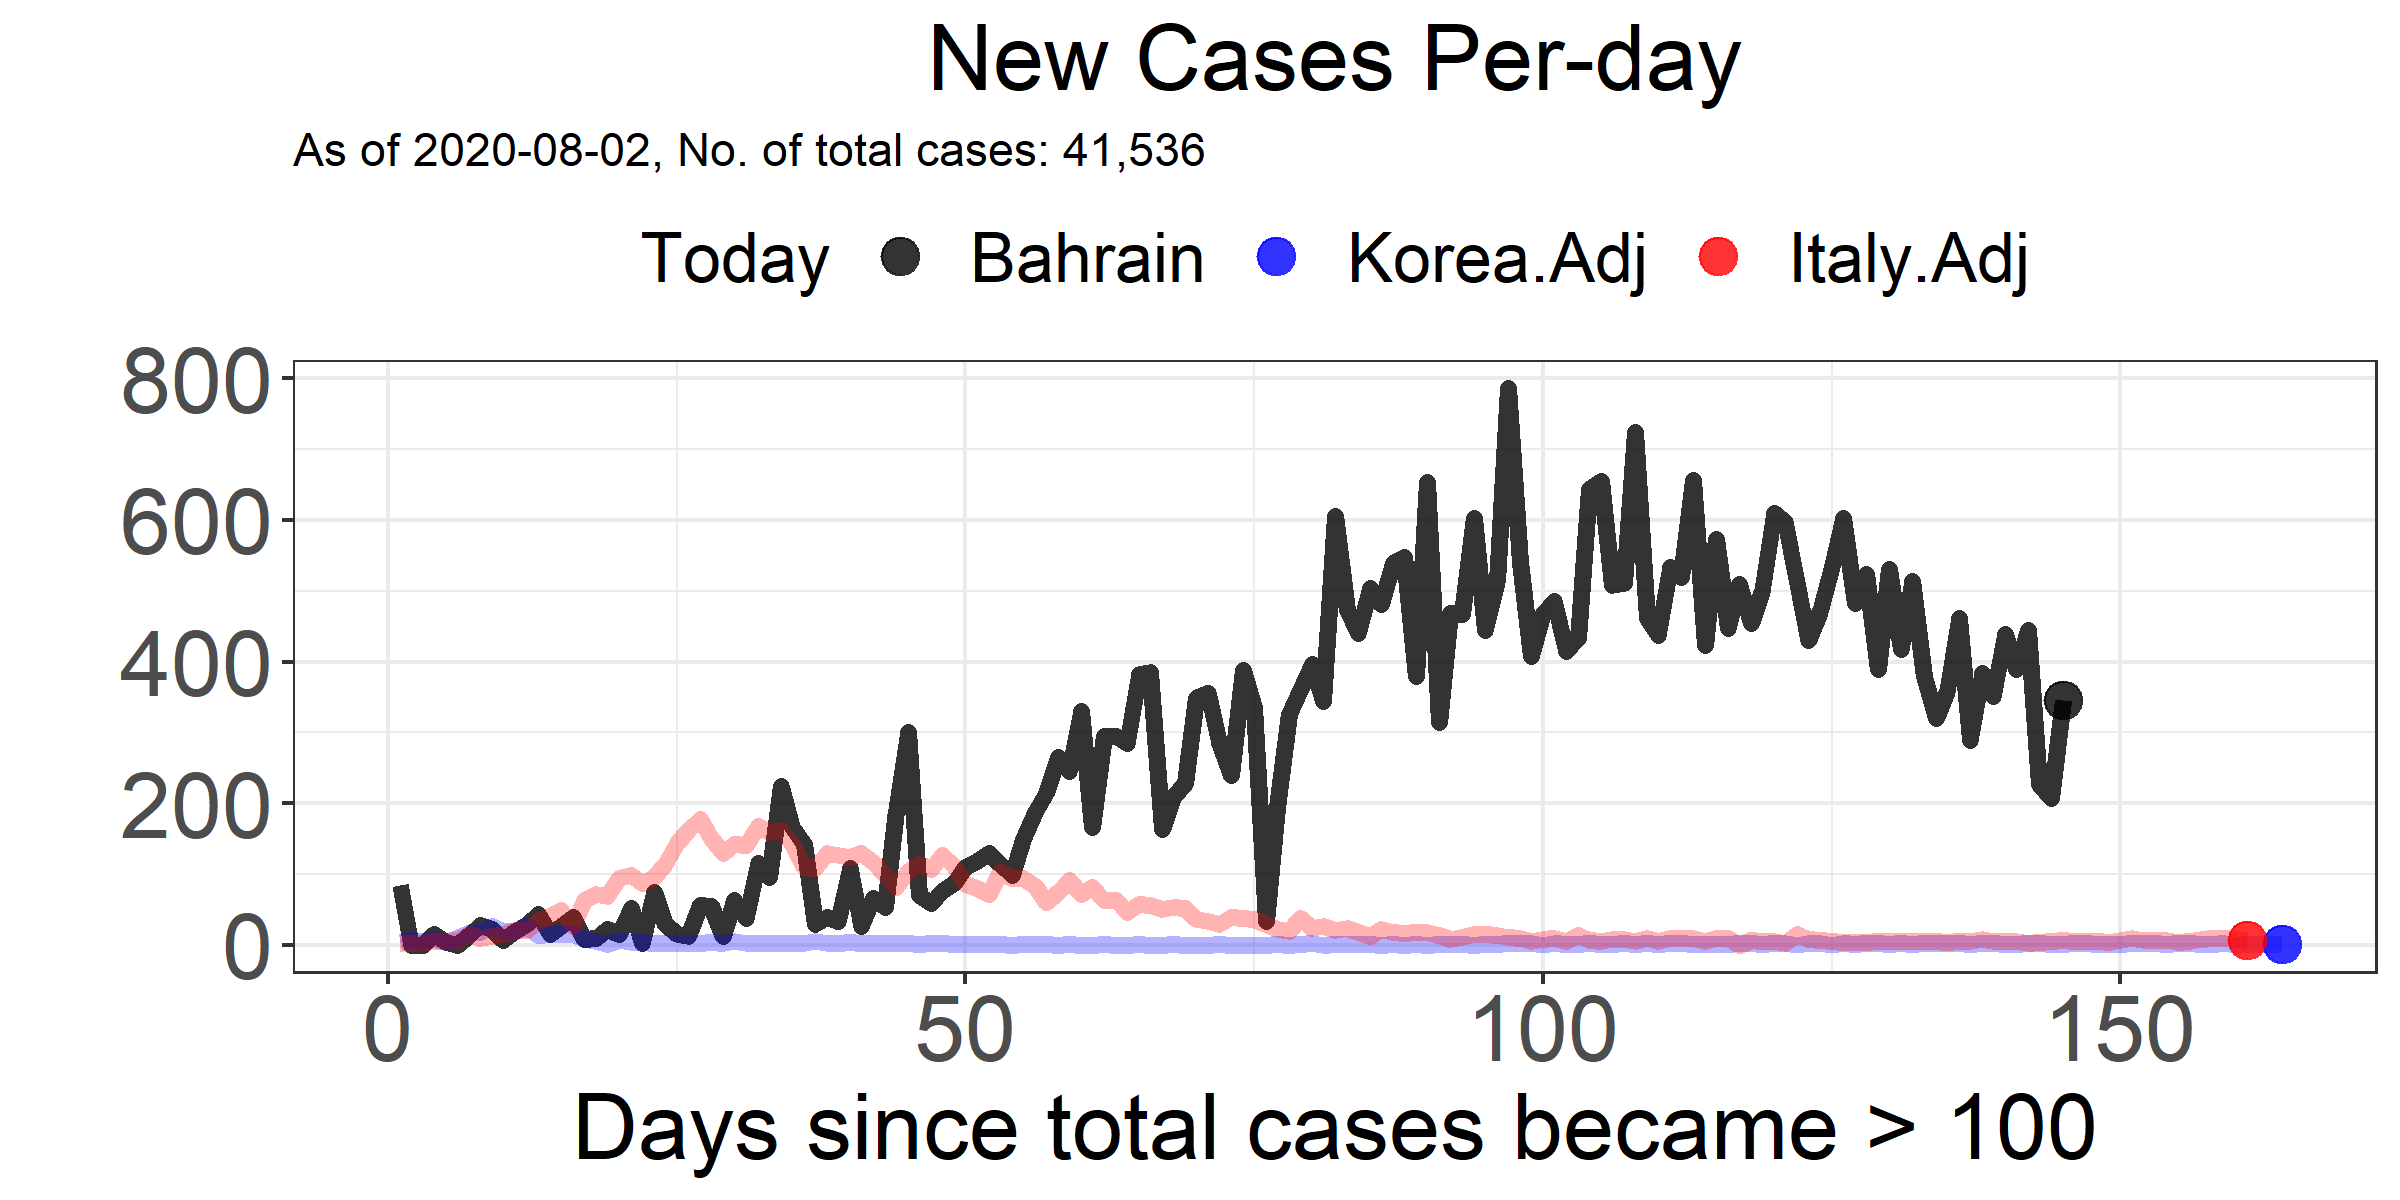 New Cases Per-day
As of 2020-08-02, No. of total cases: 41,536
Today Bahrain Korea.Adj Italy.Adj
800
600
400
200
0
0 50 100 150
Days since total cases became > 100